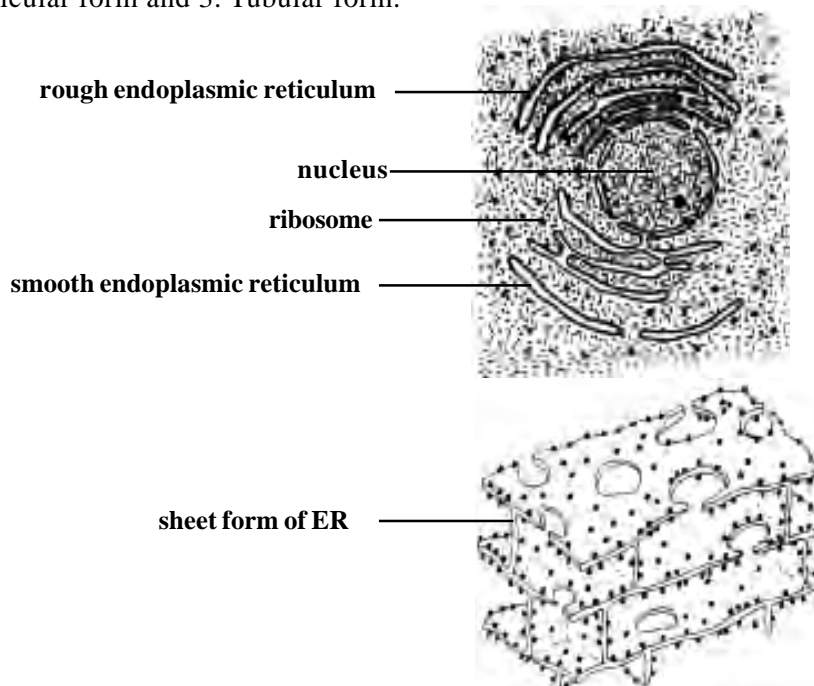 icular form and 3. Tubular form.
rough endoplasmic reticulum
nucleus
ribosome
smooth endoplasmic reticulum
sheet form of ER